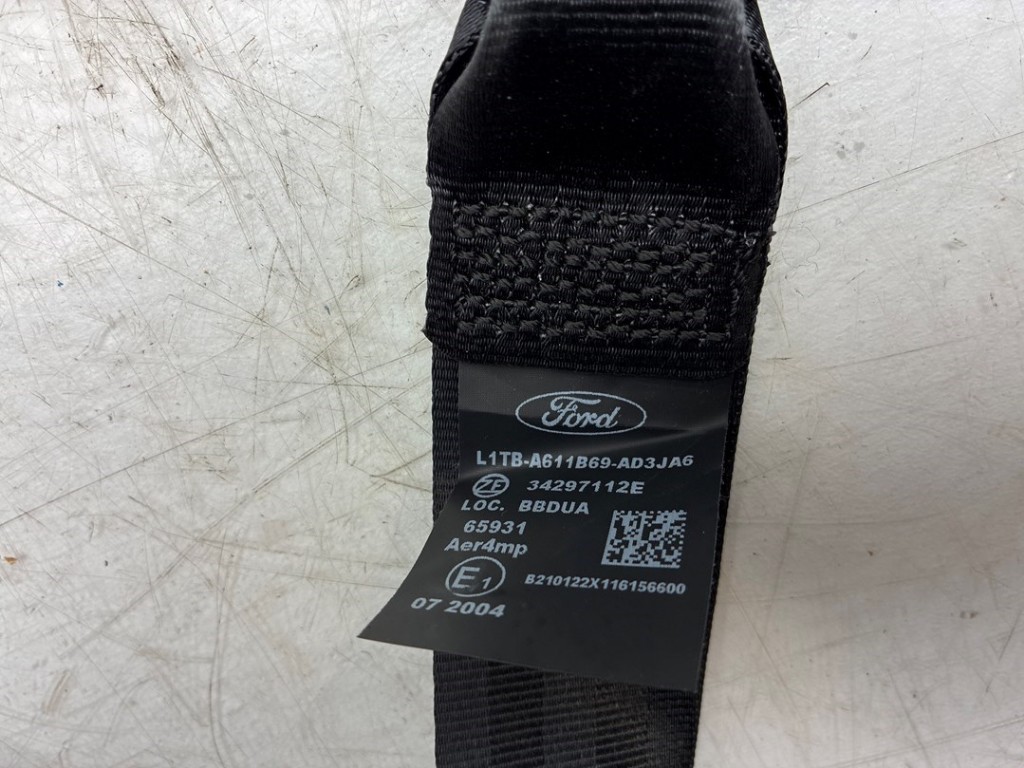 Ford
L1TB-A611B69-AD3JA6
ZF 34297112E
LOC. BBDUA
65931
Aer4mp
E1
B210122X116156600
07 2004